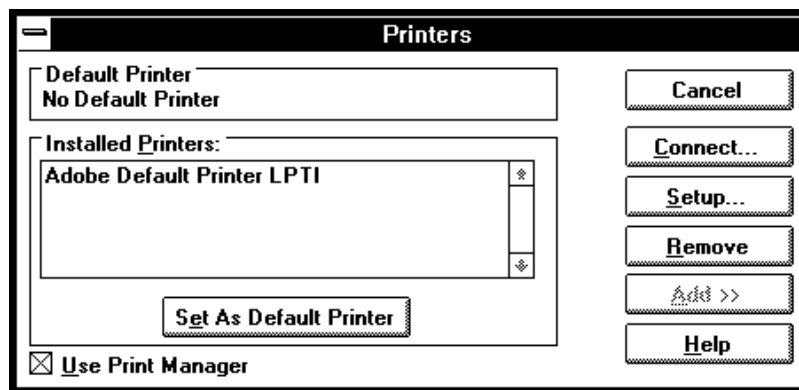 Printers
Default Printer
No Default Printer
Installed Printers:
Adobe Default Printer LPTI
Set As Default Printer
Use Print Manager
Cancel
Connect...
Setup...
Remove
Add >>
Help